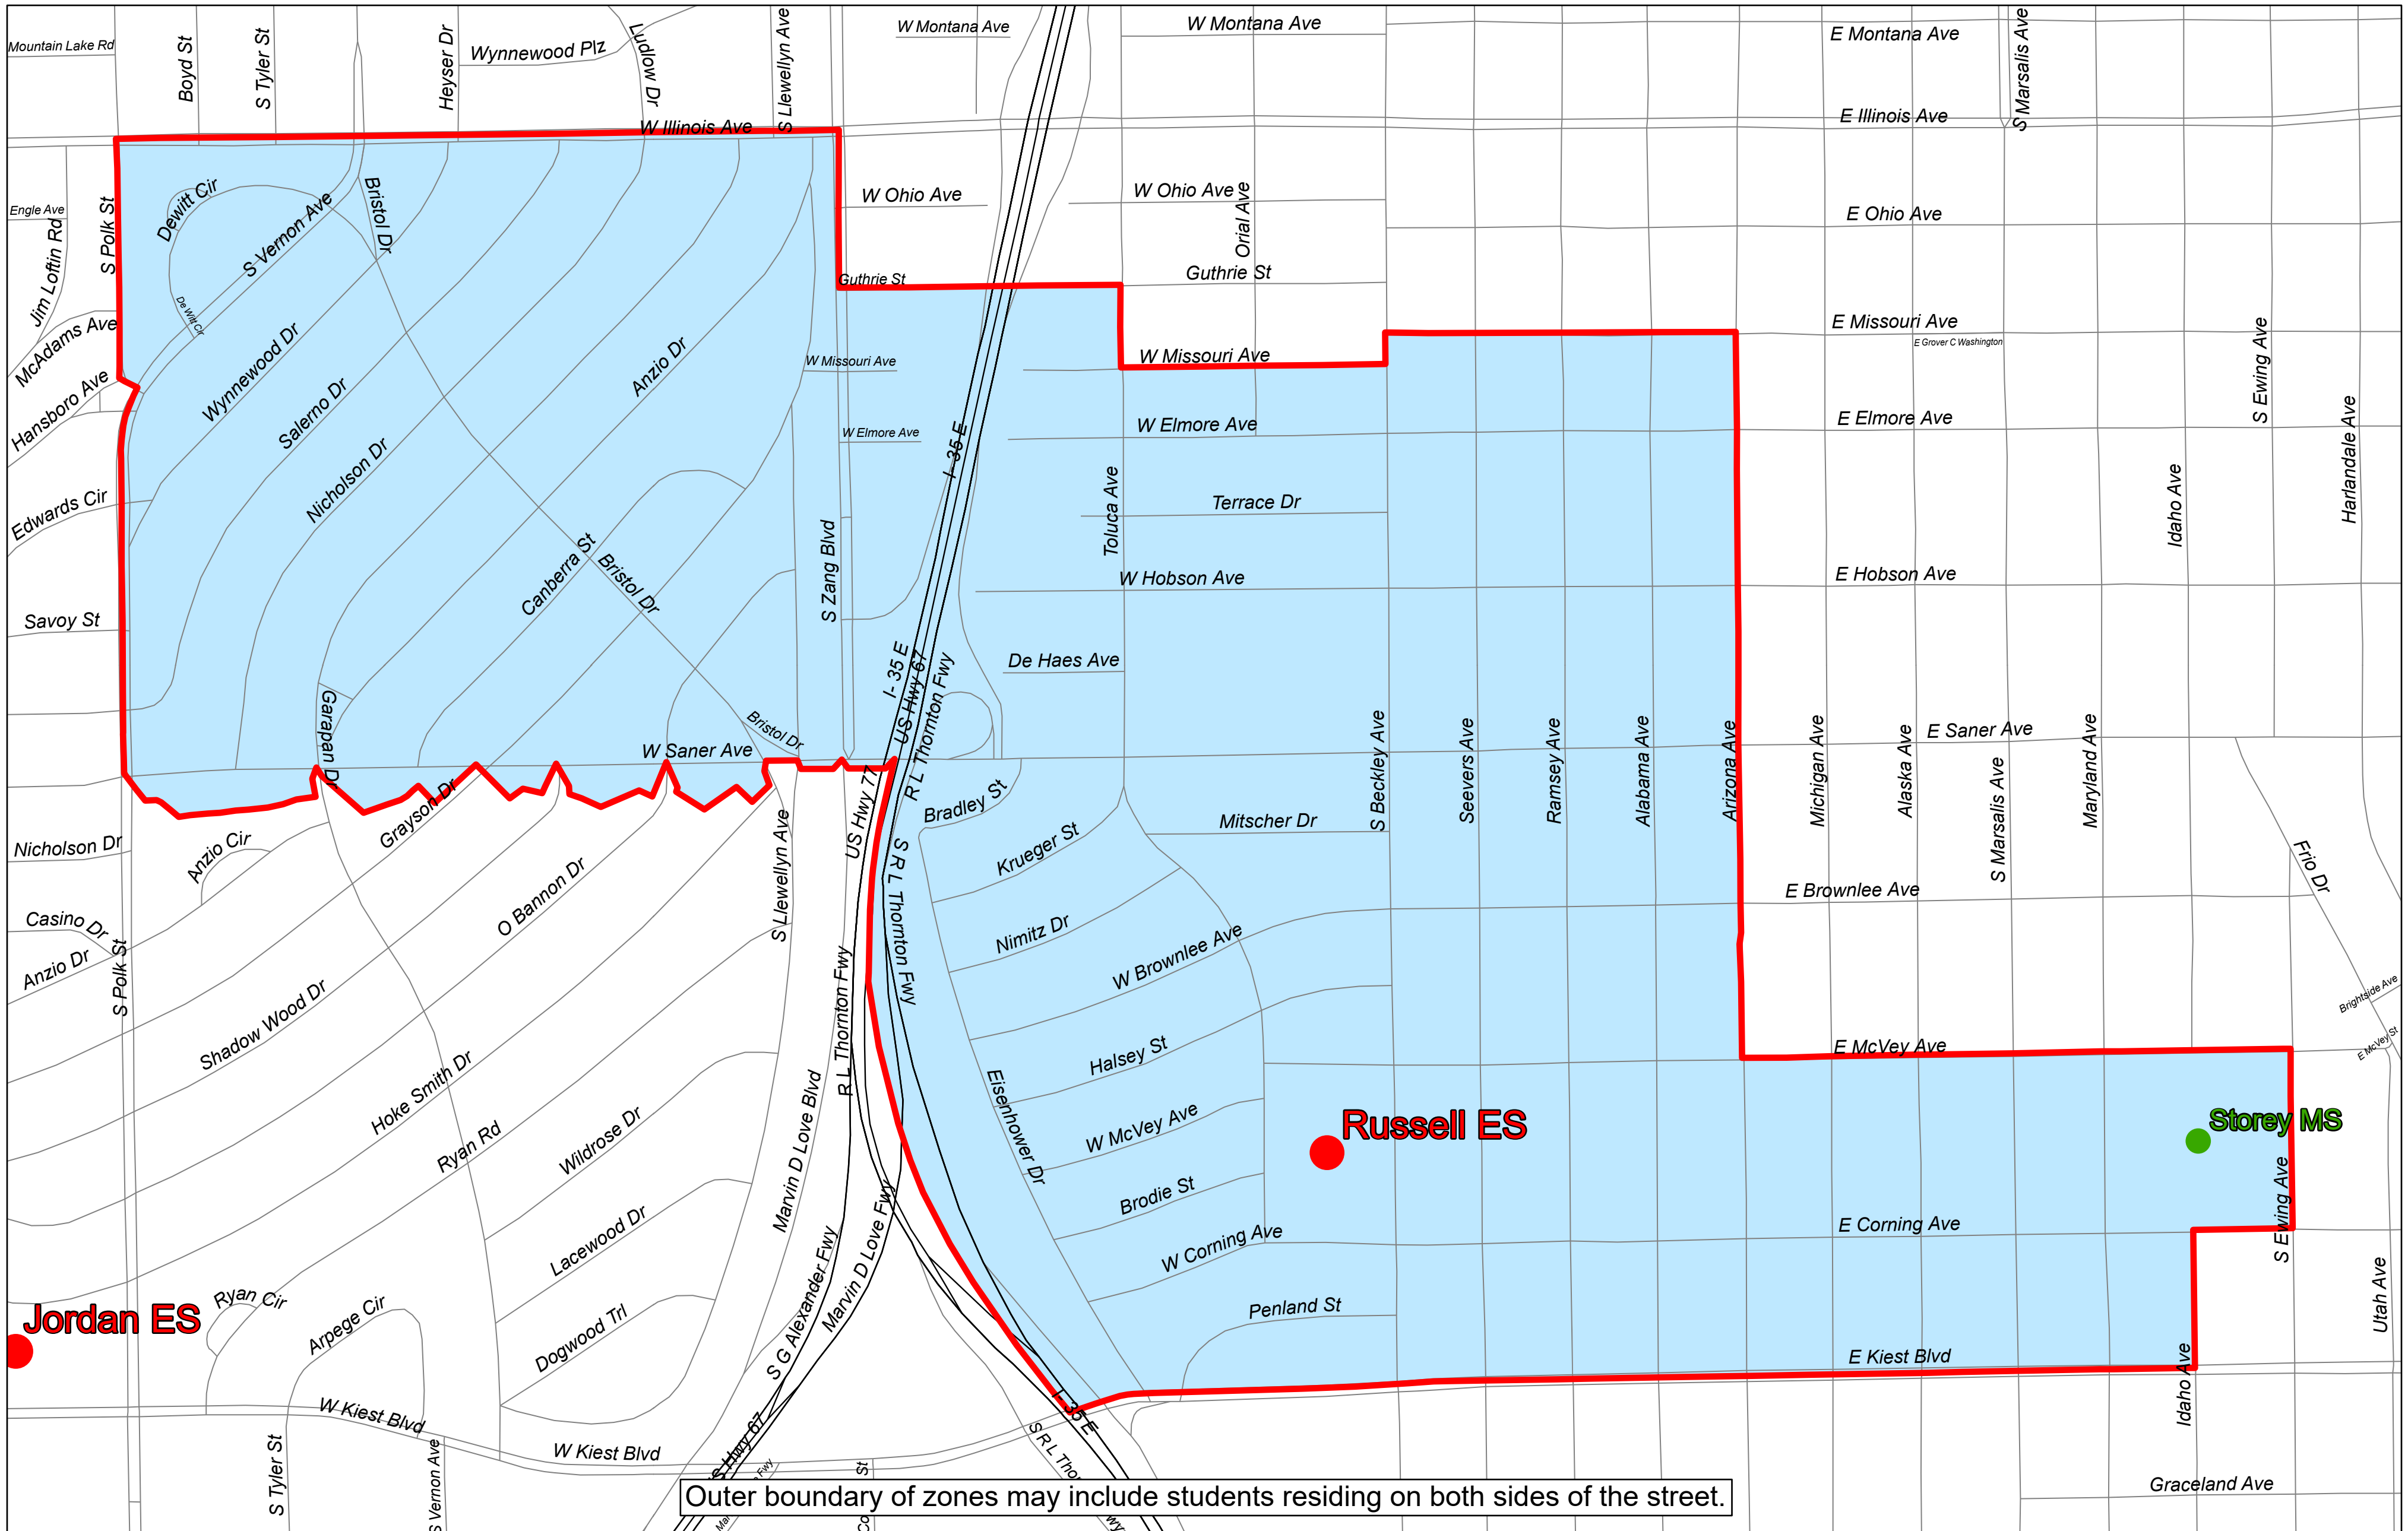 Mountain Lake Rd
Boyd St
S Tyler St
Heyser Dr
Wynnewood Plz
Ludlow Dr
S Llewellyn Ave
W Montana Ave
W Montana Ave
E Montana Ave
S Marsalis Ave
W Illinois Ave
E Illinois Ave
Engle Ave
Jim Loftin Rd
S Polk St
Dewitt Cir
S Vernon Ave
Bristol Dr
W Ohio Ave
W Ohio Ave
Orial Ave
E Ohio Ave
De Witt Cir
Guthrie St
Guthrie St
McAdams Ave
Hansboro Ave
Wynnewood Dr
Salerno Dr
Nicholson Dr
Anzio Dr
W Missouri Ave
W Missouri Ave
E Missouri Ave
E Grover C Washington
S Ewing Ave
Harlandale Ave
W Elmore Ave
I- 35 E
W Elmore Ave
E Elmore Ave
Edwards Cir
Toluca Ave
Terrace Dr
Idaho Ave
Canberra St
Bristol Dr
S Zang Blvd
W Hobson Ave
E Hobson Ave
Savoy St
I- 35 E
US Hwy 67
R L Thornton Fwy
De Haes Ave
Garapan Dr
Bristol Dr
W Saner Ave
E Saner Ave
S Beckley Ave
Seevers Ave
Ramsey Ave
Alabama Ave
Arizona Ave
Michigan Ave
Alaska Ave
S Marsalis Ave
Maryland Ave
US Hwy 77
Bradley St
Krueger St
Mitscher Dr
Nicholson Dr
Anzio Cir
Grayson Dr
O Bannon Dr
S Llewellyn Ave
S R L Thornton Fwy
Frio Dr
E Brownlee Ave
Casino Dr
Anzio Dr
S Polk St
Nimitz Dr
W Brownlee Ave
Shadow Wood Dr
R L Thornton Fwy
Brightside Ave
E McVey St
Halsey St
E McVey Ave
Hoke Smith Dr
Ryan Rd
Wildrose Dr
Marvin D Love Blvd
Eisenhower Dr
W McVey Ave
Russell ES
Storey MS
Brodie St
S Ewing Ave
Lacewood Dr
S G Alexander Fwy
Marvin D Love Fwy
W Corning Ave
E Corning Ave
Jordan ES
Ryan Cir
Arpege Cir
Dogwood Trl
Penland St
Utah Ave
E Kiest Blvd
Idaho Ave
W Kiest Blvd
W Kiest Blvd
S Tyler St
S Vernon Ave
S Hwy 67
Fwy
St
I- 35 E
S R L Thor
Graceland Ave
Outer boundary of zones may include students residing on both sides of the street.